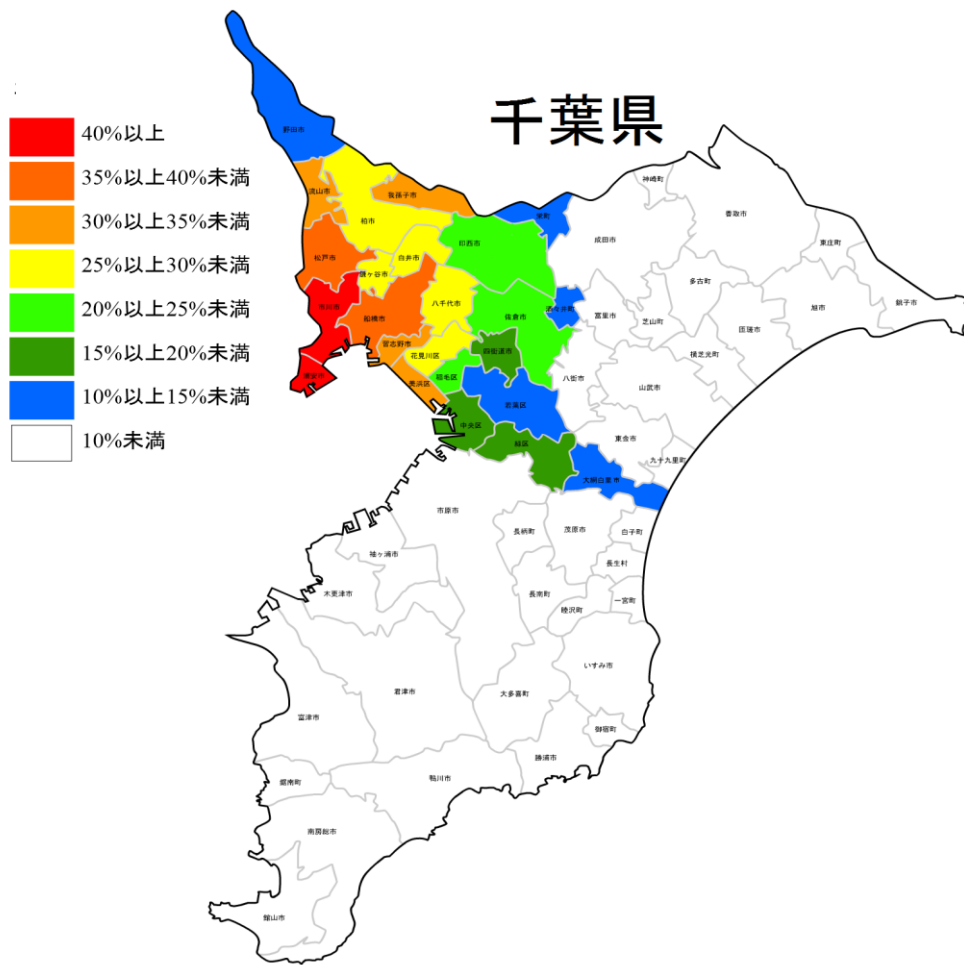 千葉県
40%以上
35%以上40%未満
30%以上35%未満
25%以上30%未満
20%以上25%未満
15%以上20%未満
10%以上15%未満
10%未満
野田市
流山市
柏市
我孫子市
松戸市
鎌ヶ谷市
白井市
印西市
栄町
成田市
神崎町
香取市
東庄町
銚子市
旭市
匝瑳市
多古町
芝山町
横芝光町
富里市
酒々井町
佐倉市
八千代市
船橋市
市川市
浦安市
習志野市
花見川区
美浜区
稲毛区
四街道市
若葉区
中央区
緑区
八街市
山武市
東金市
九十九里町
大網白里市
市原市
長柄町
茂原市
白子町
長生村
一宮町
長南町
睦沢町
袖ヶ浦市
木更津市
君津市
富津市
大多喜町
いすみ市
御宿町
勝浦市
鴨川市
鋸南町
南房総市
館山市